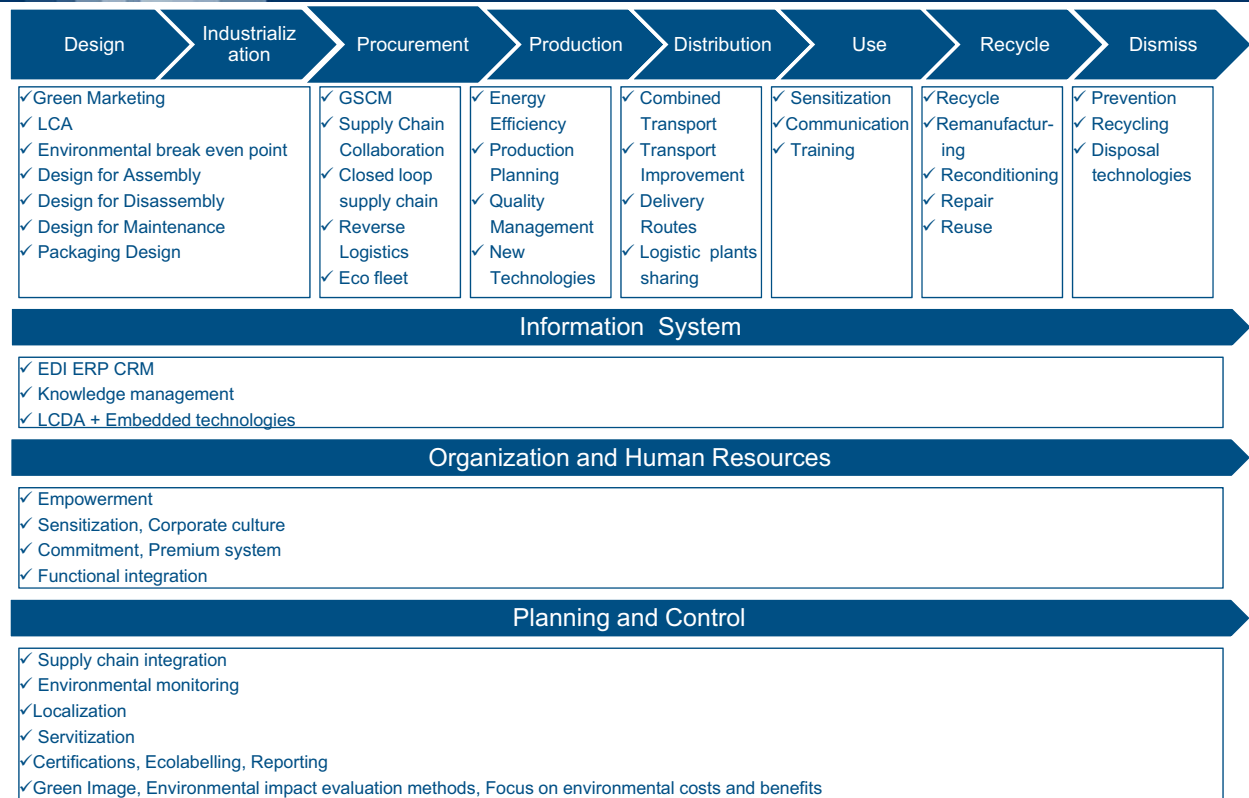 Design
Industrializ
ation
Procurement
Production
Distribution
Use
Recycle
Dismiss
✓Green Marketing
✓ LCA
✓ Environmental break even point
✓ Design for Assembly
✓ Design for Disassembly
✓ Design for Maintenance
✓ Packaging Design
✓ GSCM
✓ Supply Chain
Collaboration
✓ Closed loop
supply chain
✓ Reverse
Logistics
✓ Eco fleet
✓ Energy
Efficiency
✓ Production
Planning
✓ Quality
Management
✓ New
Technologies
✓ Combined
Transport
✓ Transport
Improvement
✓ Delivery
Routes
✓ Logistic plants
sharing
✓ Sensitization
✓Communication
✓ Training
✓Recycle
✓Remanufactur-
ing
✓ Reconditioning
✓ Repair
✓ Reuse
✓ Prevention
✓ Recycling
✓ Disposal
technologies
Information System
✓ EDI ERP CRM
✓ Knowledge management
✓ LCDA + Embedded technologies
Organization and Human Resources
✓ Empowerment
✓ Sensitization, Corporate culture
✓ Commitment, Premium system
✓ Functional integration
Planning and Control
✓ Supply chain integration
✓ Environmental monitoring
✓Localization
✓ Servitization
✓Certifications, Ecolabelling, Reporting
✓Green Image, Environmental impact evaluation methods, Focus on environmental costs and benefits